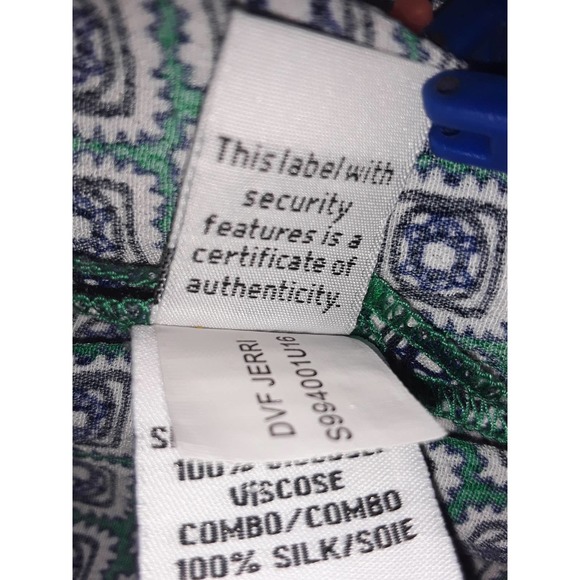 This label with
security
features is a
certificate of
authenticity.
DVF JERRI
S994001U16
100%
VISCOSE
COMBO/COMBO
100% SILK/SOIE